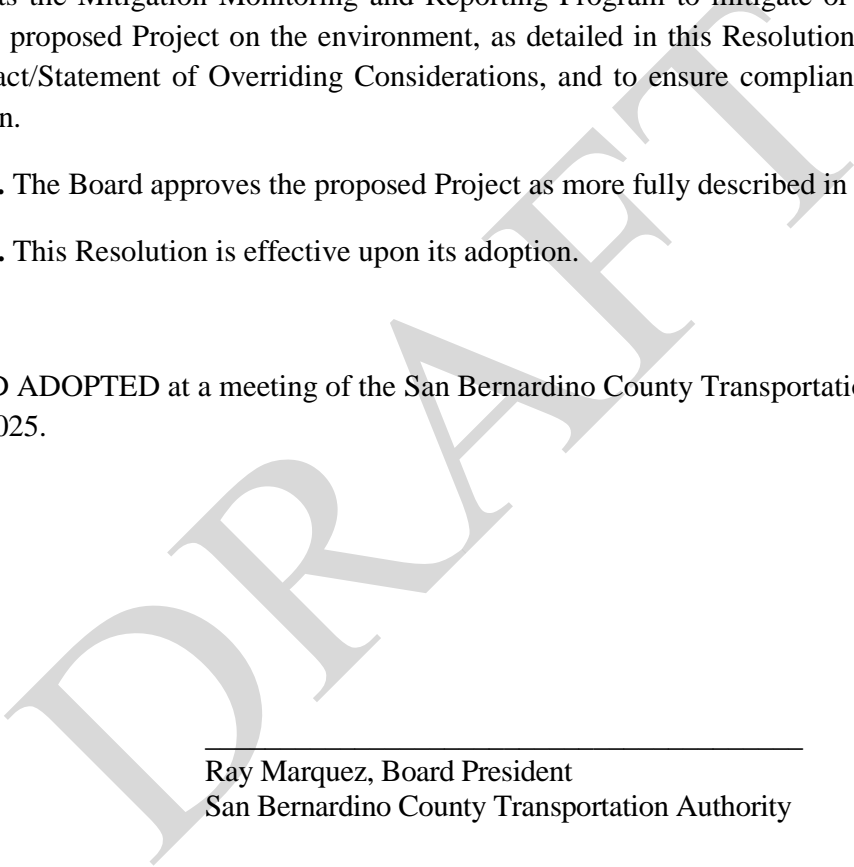 ts the Mitigation Monitoring and Reporting Program to mitigate or
proposed Project on the environment, as detailed in this Resolution
act/Statement of Overriding Considerations, and to ensure complian
n.
. The Board approves the proposed Project as more fully described in
. This Resolution is effective upon its adoption.
D ADOPTED at a meeting of the San Bernardino County Transportatio
025.
DRAFT
Ray Marquez, Board President
San Bernardino County Transportation Authority